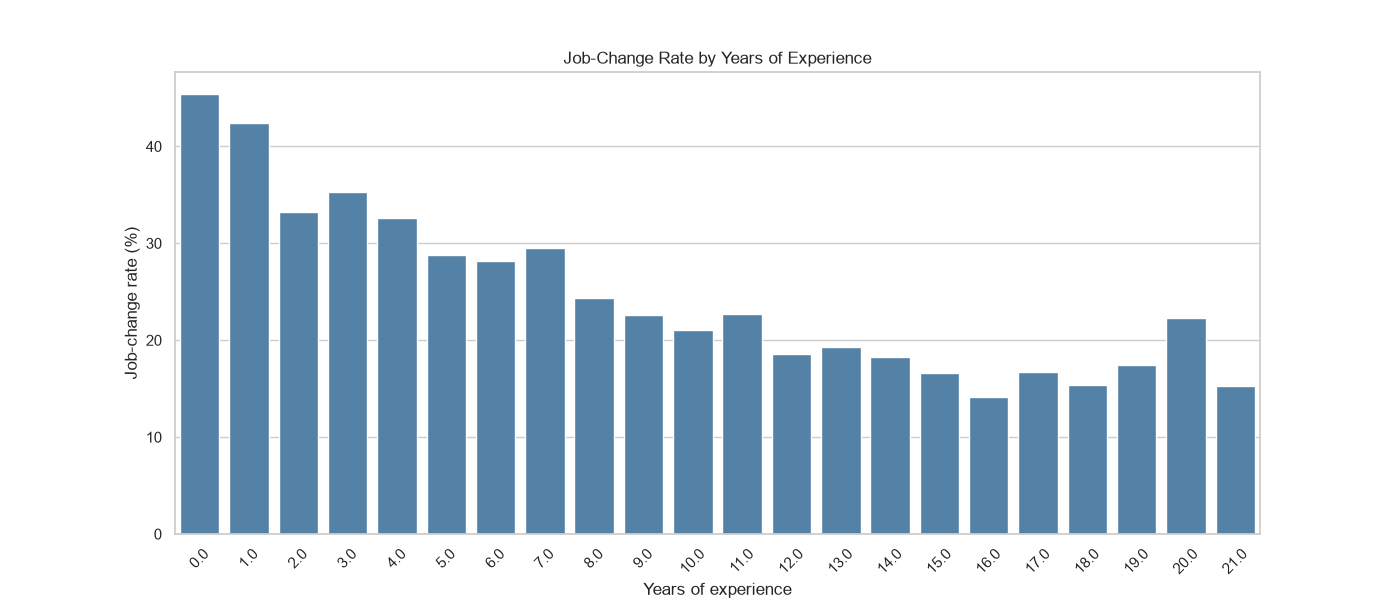 Job-Change Rate by Years of Experience
Job-change rate (%)
40
30
20
10
0
0.0 1.0 2.0 3.0 4.0 5.0 6.0 7.0 8.0 9.0 10.0 11.0 12.0 13.0 14.0 15.0 16.0 17.0 18.0 19.0 20.0 21.0
Years of experience